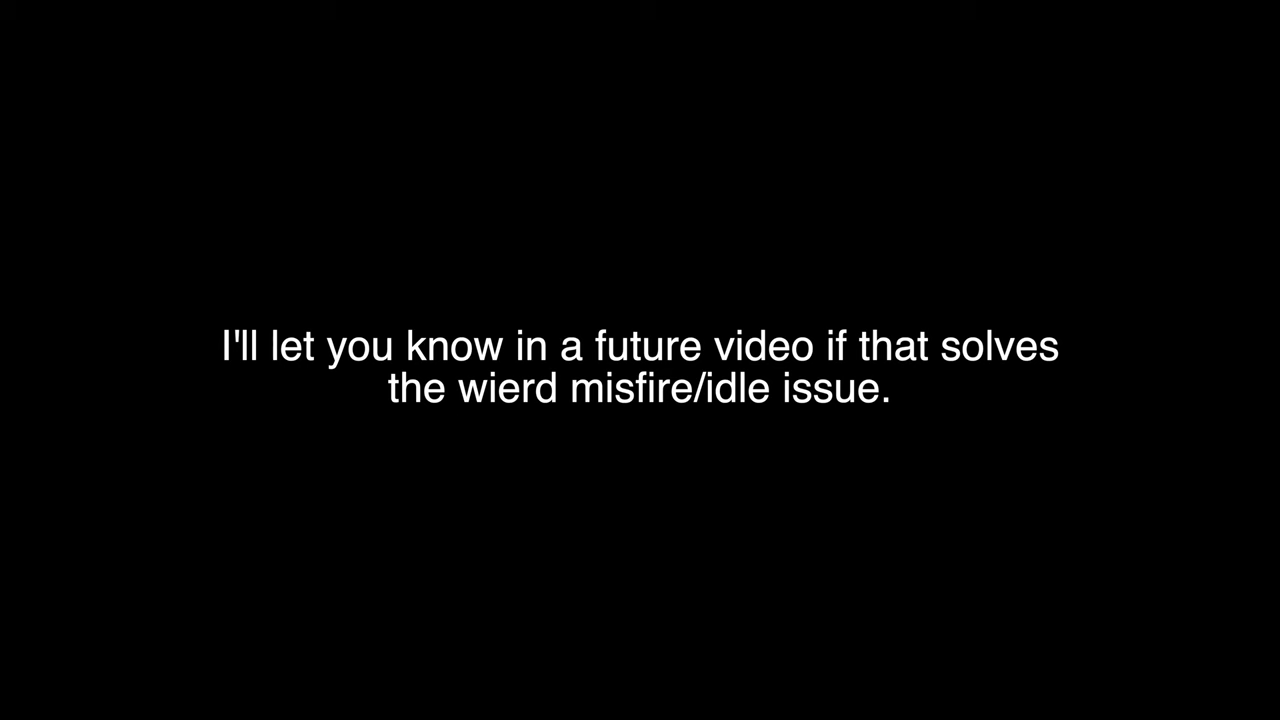 I'll let you know in a future video if that solves
the wierd misfire/idle issue.